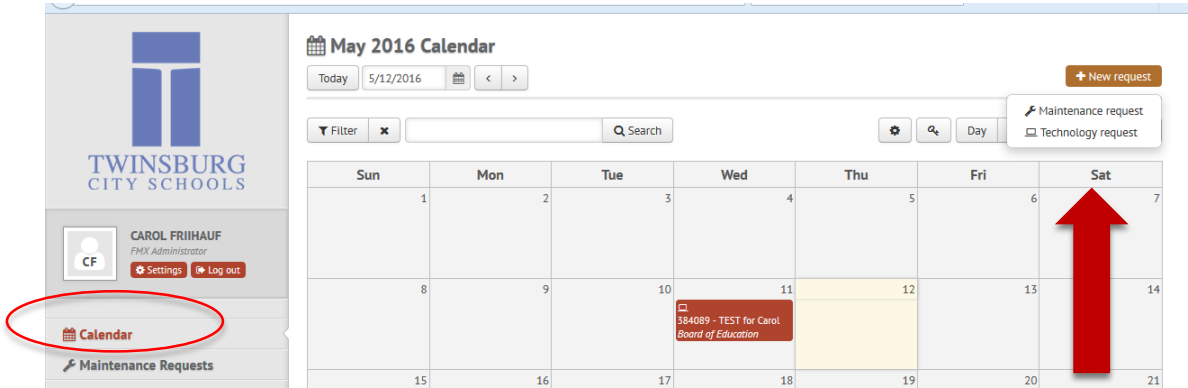 TWINSBURG
CITY SCHOOLS
CAROL FRIIHAUF
FMX Administrator
CF
Settings Log out
Calendar
Maintenance Requests
May 2016 Calendar
Today 5/12/2016 < >
+ New request
Maintenance request
Technology request
Filter x Search Day
Sun Mon Tue Wed Thu Fri Sat
1 2 3 4 5 6 7
8 9 10 11 12 13 14
384089 - TEST for Carol
Board of Education
15 16 17 18 19 20 21